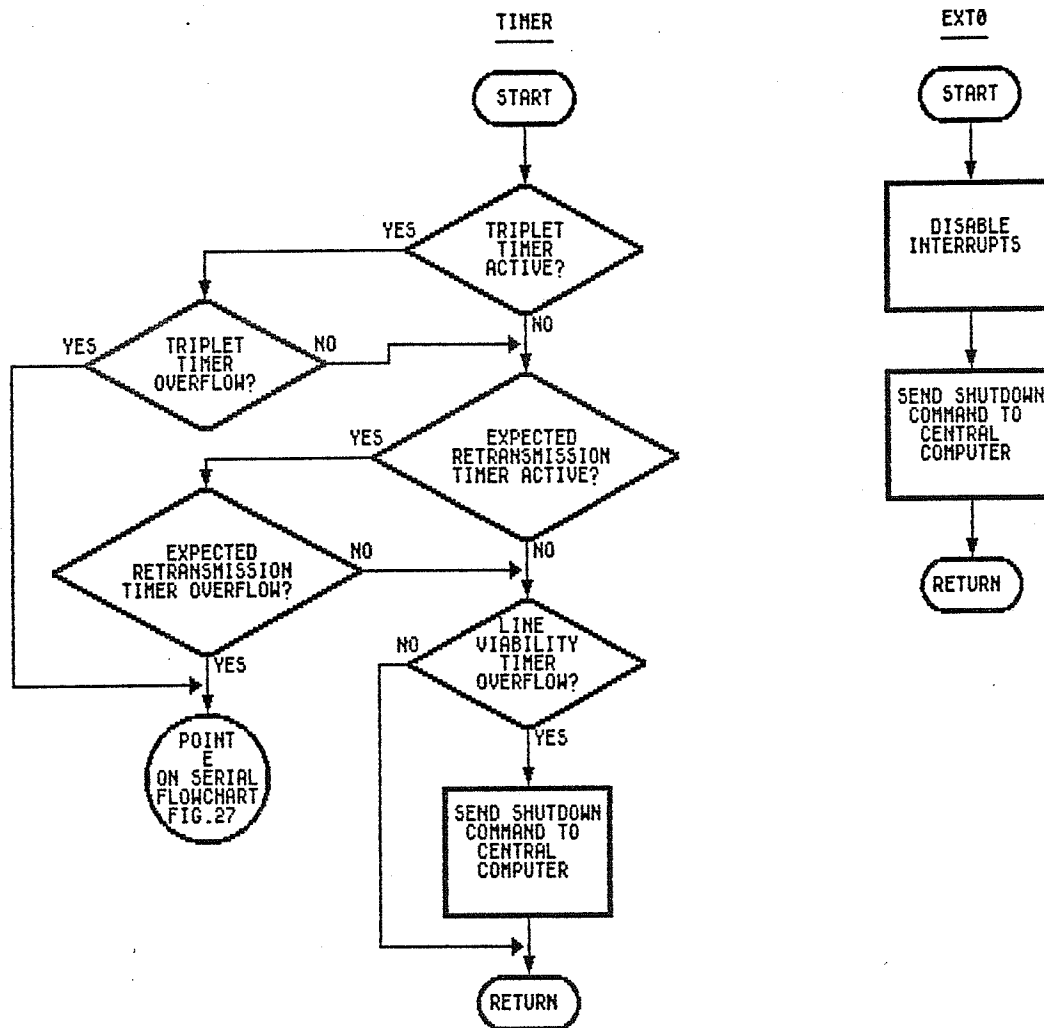 TIMER
START
TRIPLET
TIMER
ACTIVE?
YES
NO
TRIPLET
TIMER
OVERFLOW?
YES
NO
EXPECTED
RETRANSMISSION
TIMER ACTIVE?
YES
NO
EXPECTED
RETRANSMISSION
TIMER OVERFLOW?
NO
YES
LINE
VIABILITY
TIMER
OVERFLOW?
NO
YES
POINT
E
ON SERIAL
FLOWCHART
FIG.27
SEND SHUTDOWN
COMMAND TO
CENTRAL
COMPUTER
RETURN
EXT0
START
DISABLE
INTERRUPTS
SEND SHUTDOWN
COMMAND TO
CENTRAL
COMPUTER
RETURN